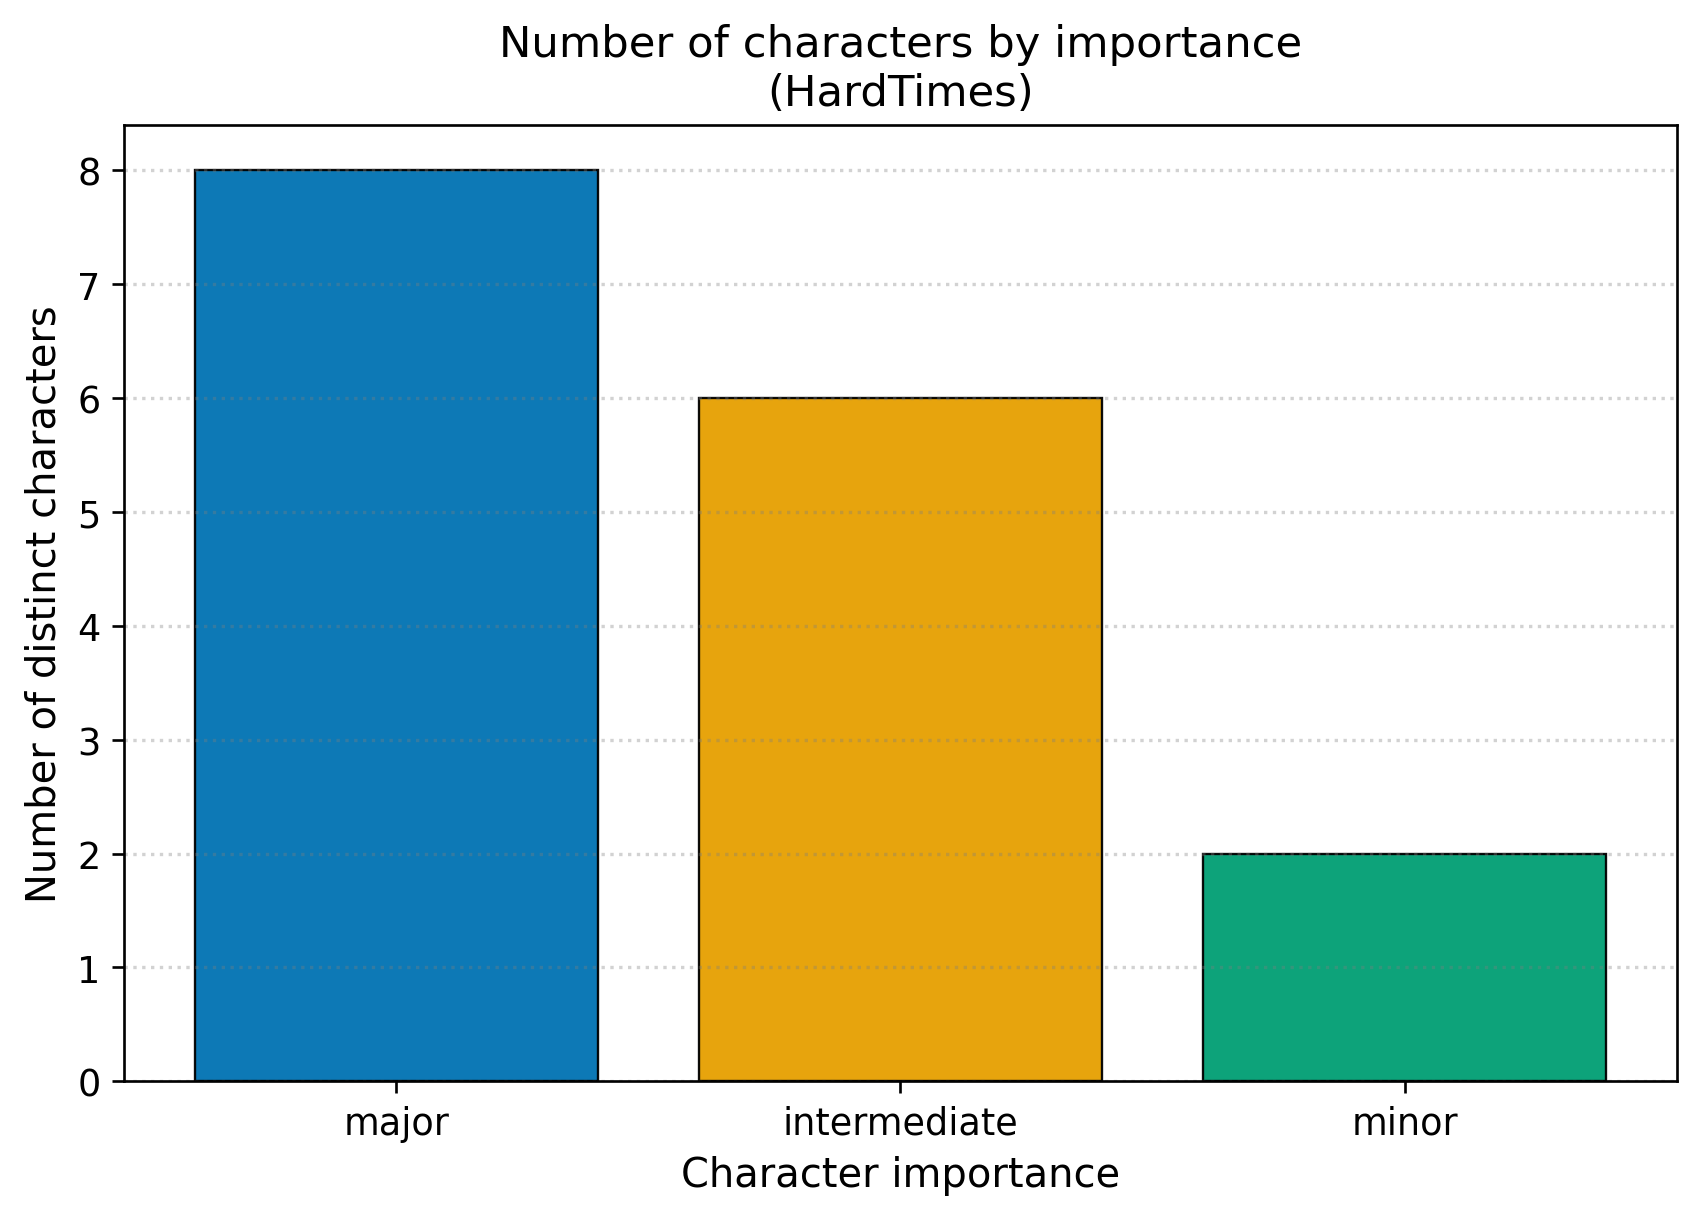 Number of characters by importance
(HardTimes)
Number of distinct characters
8
7
6
5
4
3
2
1
0
major
intermediate
minor
Character importance